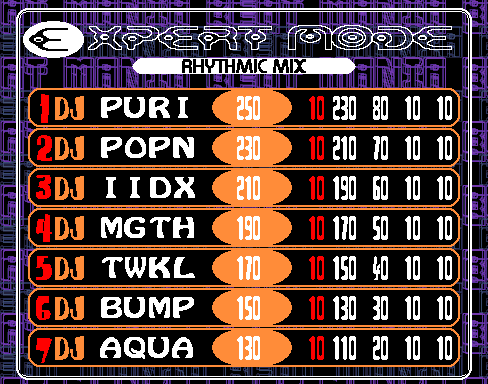 EXPERT MODE
RHYTHMIC MIX
1DJ PURI 250 10 230 80 10 10
2DJ POPN 230 10 210 70 10 10
3DJ IIDX 210 10 190 60 10 10
4DJ MGTH 190 10 170 50 10 10
5DJ TWKL 170 10 150 40 10 10
6DJ BUMP 150 10 130 30 10 10
7DJ AQUA 130 10 110 20 10 10